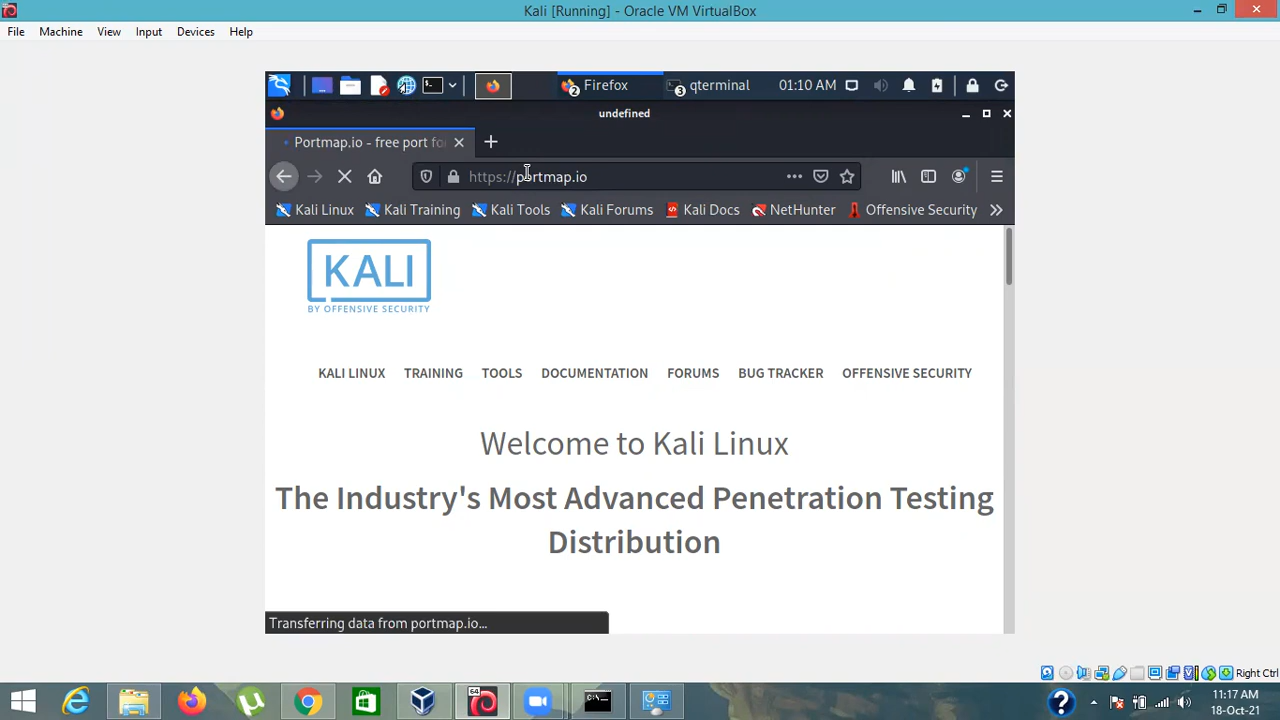 Kali [Running] - Oracle VM VirtualBox
File Machine View Input Devices Help
2 Firefox 3 qterminal 01:10 AM
undefined
Portmap.io - free port fo
https://portmap.io
Kali Linux Kali Training Kali Tools Kali Forums Kali Docs NetHunter Offensive Security
KALI
BY OFFENSIVE SECURITY
KALI LINUX TRAINING TOOLS DOCUMENTATION FORUMS BUG TRACKER OFFENSIVE SECURITY
Welcome to Kali Linux
The Industry's Most Advanced Penetration Testing
Distribution
Transferring data from portmap.io...
Right Ctrl
64
11:17 AM
18-Oct-21